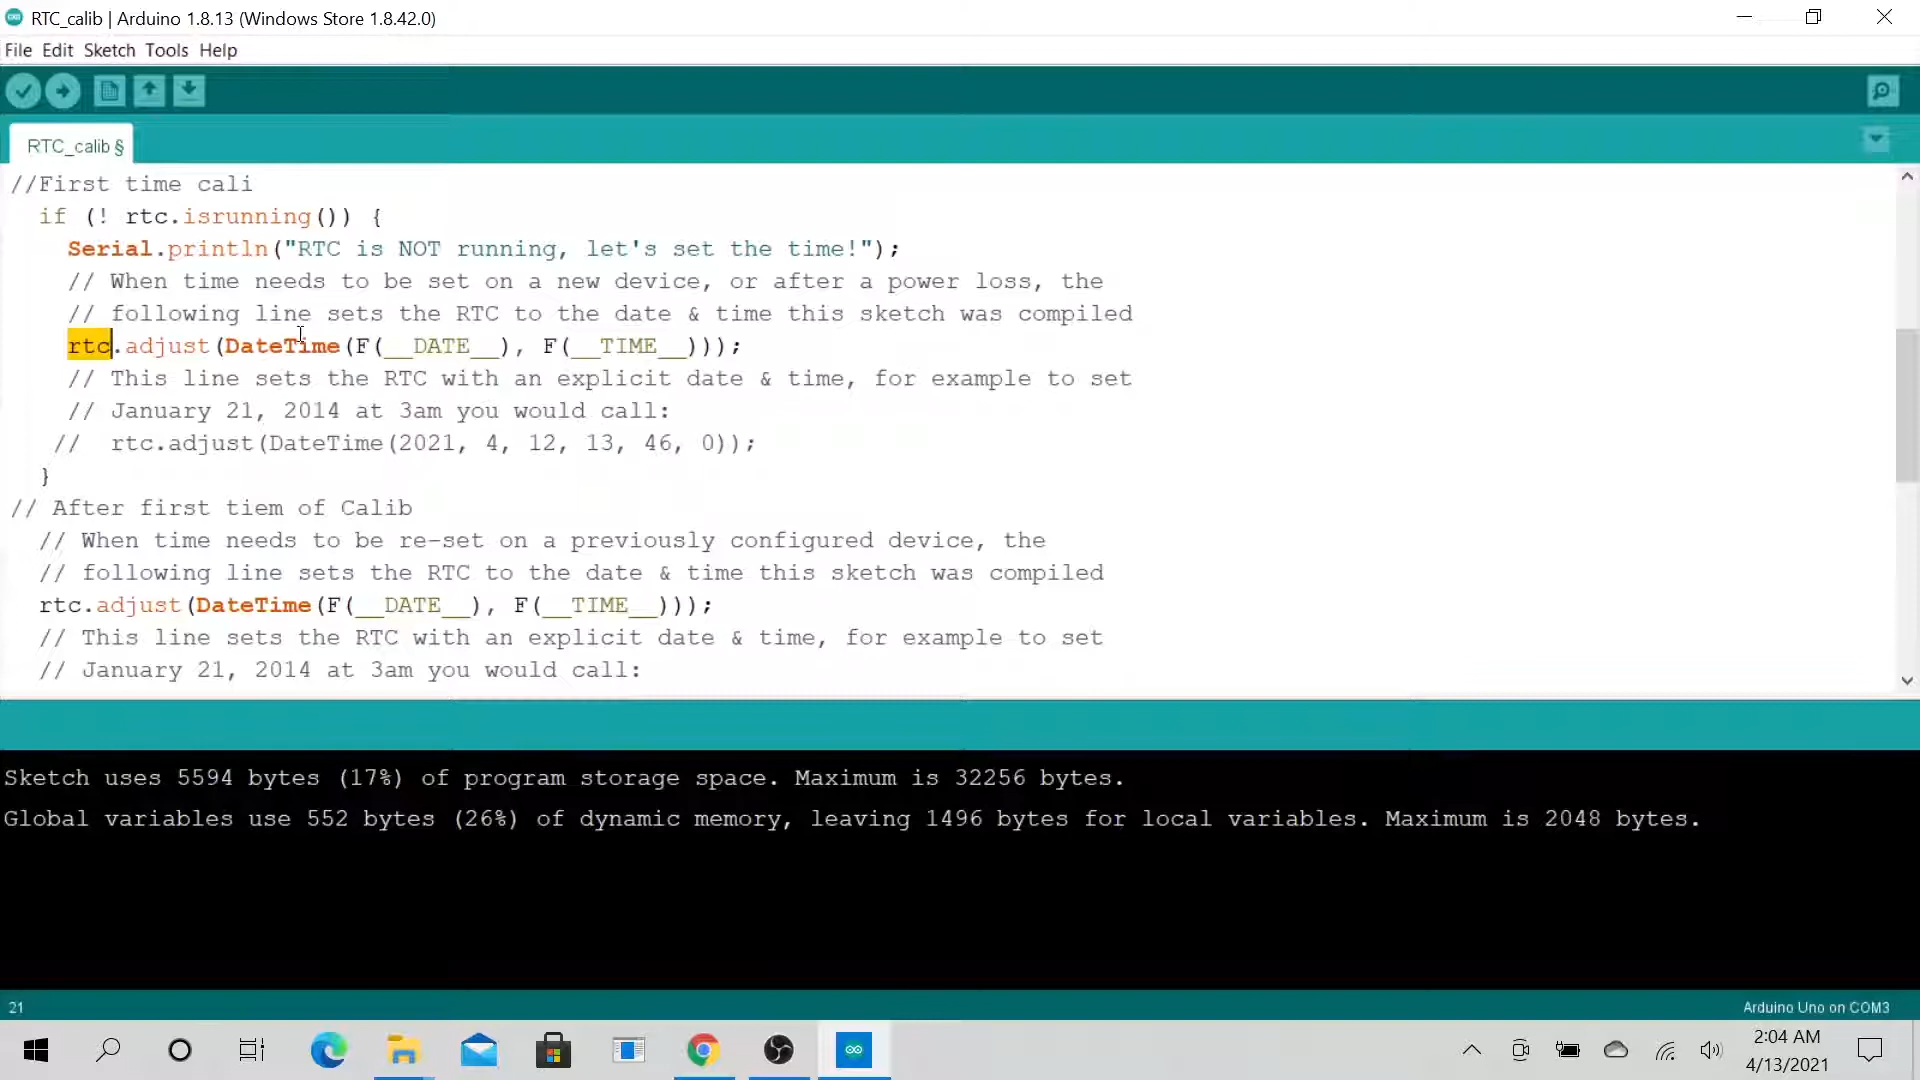 RTC_calib | Arduino 1.8.13 (Windows Store 1.8.42.0)
File Edit Sketch Tools Help
RTC_calib §
//First time cali
if (! rtc.isrunning()) {
Serial.println("RTC is NOT running, let's set the time!");
// When time needs to be set on a new device, or after a power loss, the
// following line sets the RTC to the date & time this sketch was compiled
rtc.adjust(DateTime(F(__DATE__), F(__TIME__)));
// This line sets the RTC with an explicit date & time, for example to set
// January 21, 2014 at 3am you would call:
// rtc.adjust(DateTime(2021, 4, 12, 13, 46, 0));
}
// After first tiem of Calib
// When time needs to be re-set on a previously configured device, the
// following line sets the RTC to the date & time this sketch was compiled
rtc.adjust(DateTime(F(__DATE__), F(__TIME__)));
// This line sets the RTC with an explicit date & time, for example to set
// January 21, 2014 at 3am you would call:
Sketch uses 5594 bytes (17%) of program storage space. Maximum is 32256 bytes.
Global variables use 552 bytes (26%) of dynamic memory, leaving 1496 bytes for local variables. Maximum is 2048 bytes.
21
Arduino Uno on COM3
2:04 AM
4/13/2021